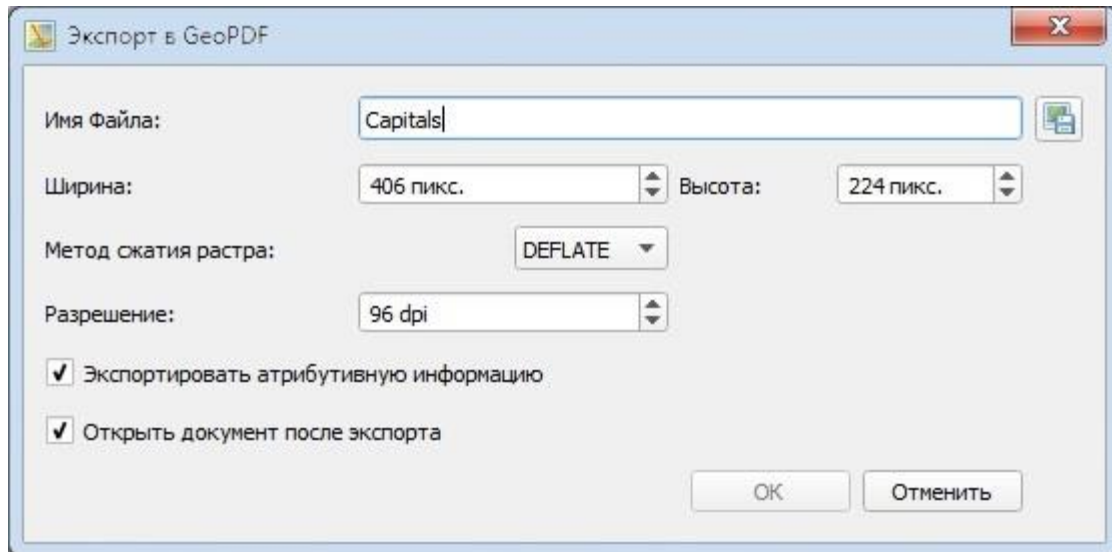 Экспорт в GeoPDF
Имя Файла: Capitals
Ширина: 406 пикс. Высота: 224 пикс.
Метод сжатия растра: DEFLATE
Разрешение: 96 dpi
Экспортировать атрибутивную информацию
Открыть документ после экспорта
OK Отменить